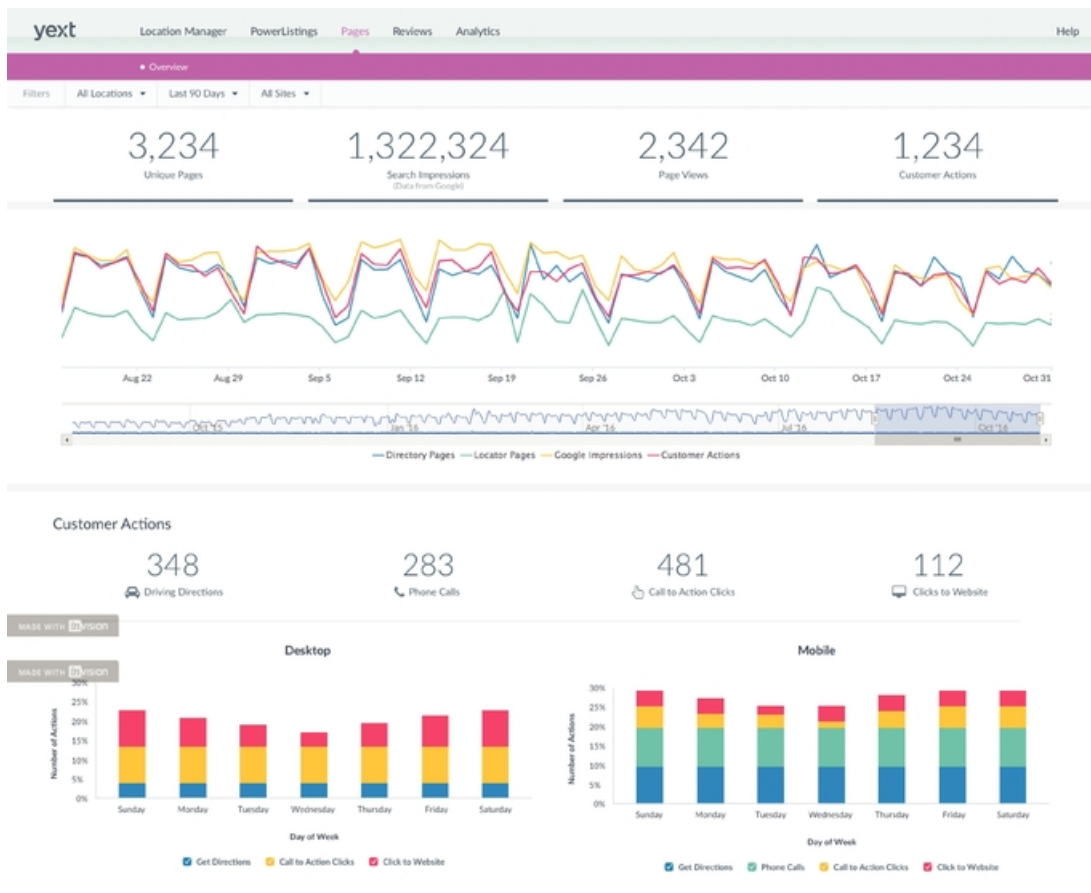 yext Location Manager PowerListings Pages Reviews Analytics Help
Overview
Filters All Locations Last 90 Days All Sites
3,234 1,322,324 2,342 1,234
Unique Pages Search Impressions Page Views Customer Actions
(Data from Google)
Aug 22 Aug 29 Sep 5 Sep 12 Sep 19 Sep 26 Oct 3 Oct 10 Oct 17 Oct 24 Oct 31
Oct '15 Jan '16 Apr '16 Jul '16 Oct '16
Directory Pages Locator Pages Google Impressions Customer Actions
Customer Actions
348 283 481 112
Driving Directions Phone Calls Call to Action Clicks Clicks to Website
MADE WITH invision
MADE WITH invision
Desktop
30%
25%
20%
15%
10%
5%
0%
Number of Actions
Sunday Monday Tuesday Wednesday Thursday Friday Saturday
Day of Week
Get Directions Call to Action Clicks Click to Website
Mobile
30%
25%
20%
15%
10%
5%
0%
Number of Actions
Sunday Monday Tuesday Wednesday Thursday Friday Saturday
Day of Week
Get Directions Phone Calls Call to Action Clicks Click to Website